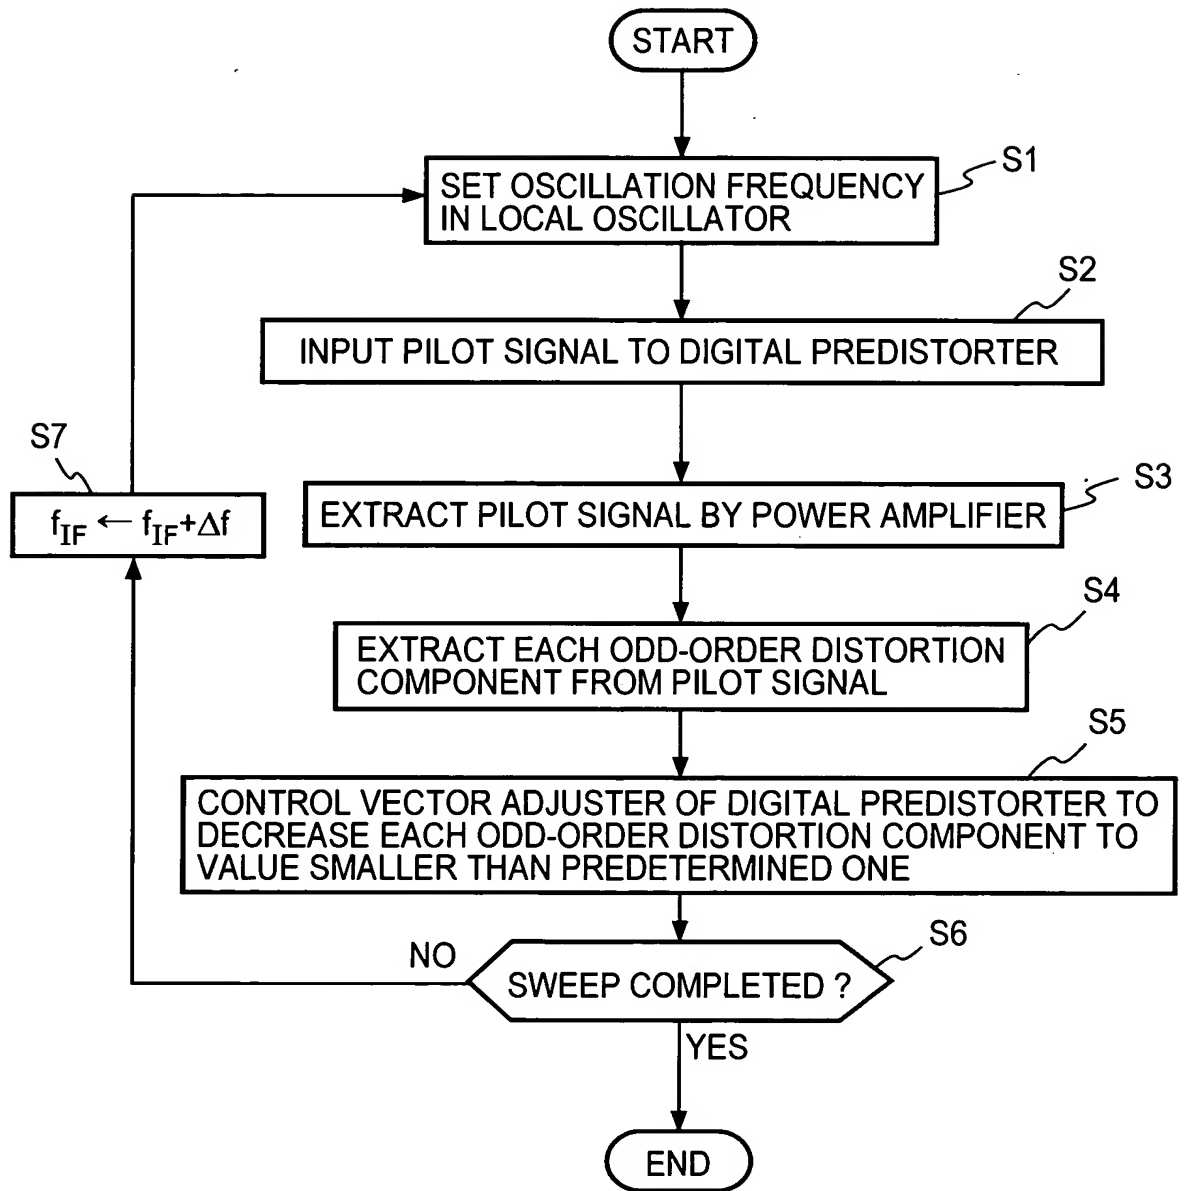 START
S1
SET OSCILLATION FREQUENCY
IN LOCAL OSCILLATOR
S2
INPUT PILOT SIGNAL TO DIGITAL PREDISTORTER
S7
f_IF ← f_IF+Δf
S3
EXTRACT PILOT SIGNAL BY POWER AMPLIFIER
S4
EXTRACT EACH ODD-ORDER DISTORTION
COMPONENT FROM PILOT SIGNAL
S5
CONTROL VECTOR ADJUSTER OF DIGITAL PREDISTORTER TO
DECREASE EACH ODD-ORDER DISTORTION COMPONENT TO
VALUE SMALLER THAN PREDETERMINED ONE
S6
NO
SWEEP COMPLETED ?
YES
END